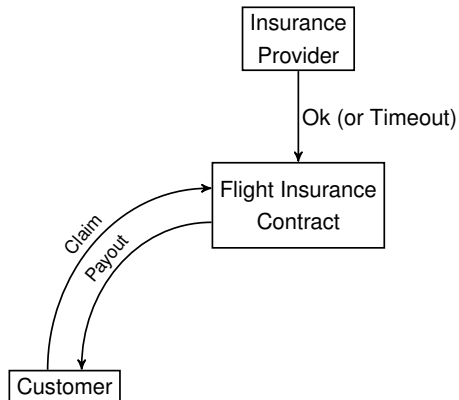 Insurance
Provider
Ok (or Timeout)
Flight Insurance
Contract
Claim
Payout
Customer